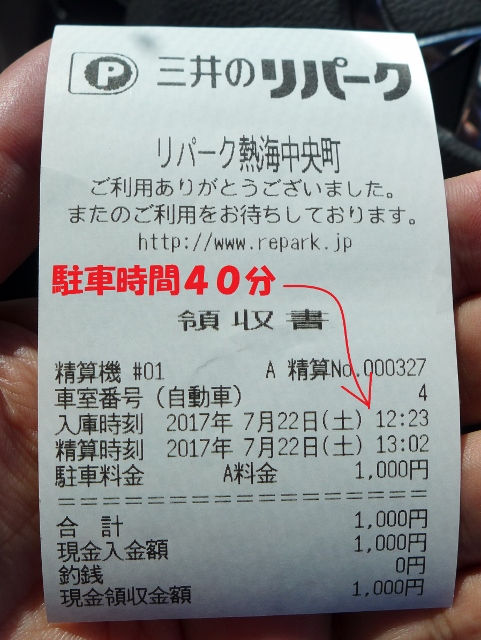 P 三井のリパーク
リパーク熱海中央町
ご利用ありがとうございました。
またのご利用をお待ちしております。
http://www.repark.jp
駐車時間40分
領収書
精算機 #01 A 精算No.000327
車室番号(自動車) 4
入庫時刻 2017年 7月22日(土) 12:23
精算時刻 2017年 7月22日(土) 13:02
駐車料金 A料金 1,000円
==============================
合 計 1,000円
現金入金額 1,000円
釣銭 0円
現金領収金額 1,000円